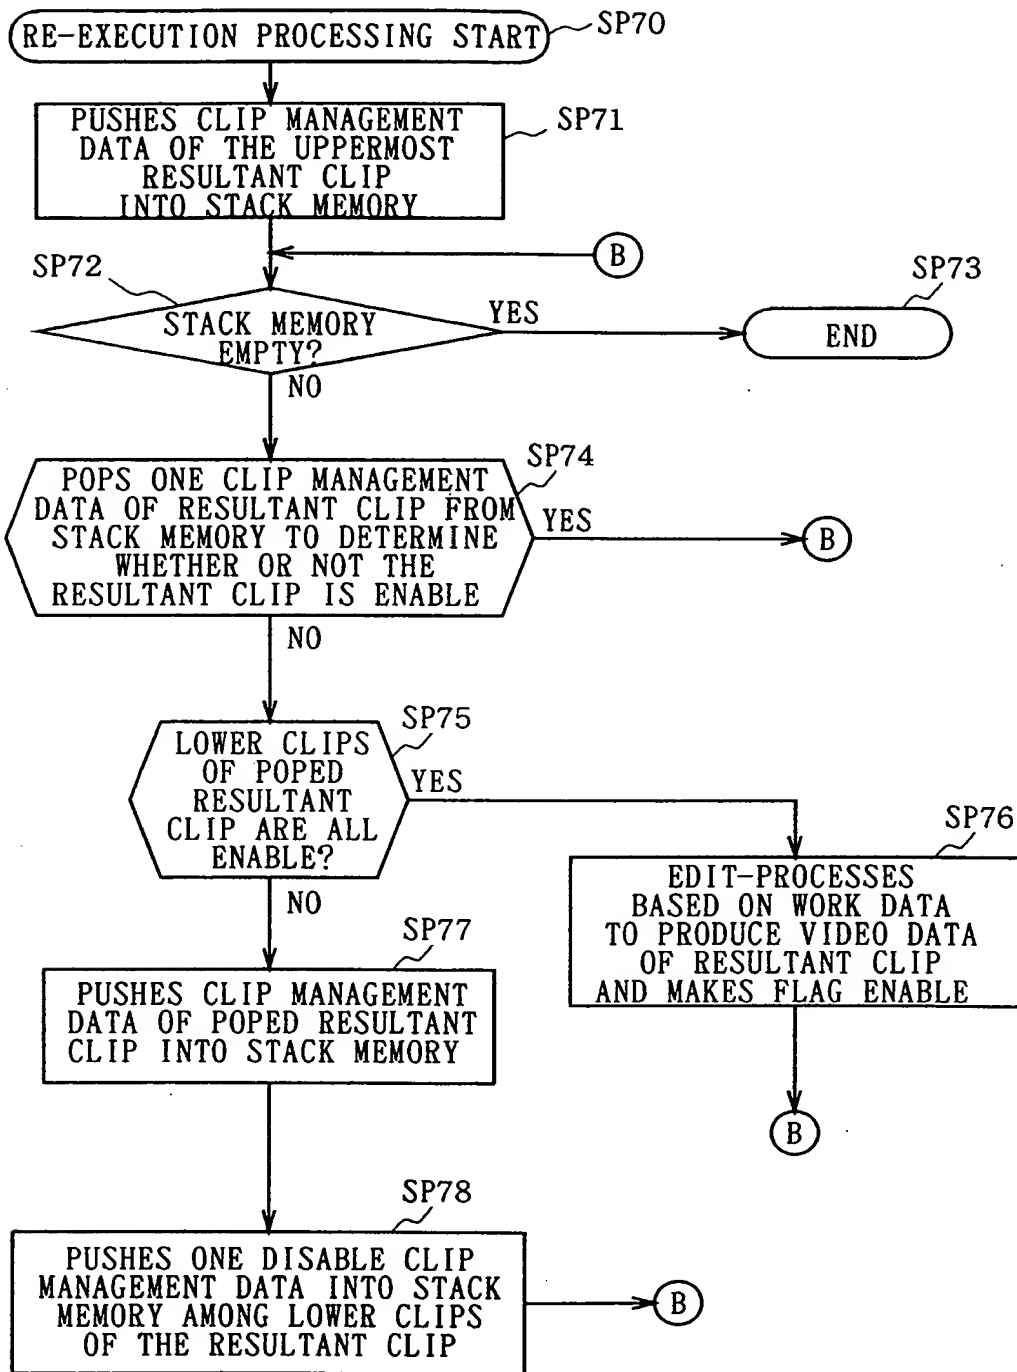 RE-EXECUTION PROCESSING START
SP70
PUSHES CLIP MANAGEMENT
DATA OF THE UPPERMOST
RESULTANT CLIP
INTO STACK MEMORY
SP71
B
SP72
STACK MEMORY
EMPTY?
YES
NO
SP73
END
SP74
POPS ONE CLIP MANAGEMENT
DATA OF RESULTANT CLIP FROM
STACK MEMORY TO DETERMINE
WHETHER OR NOT THE
RESULTANT CLIP IS ENABLE
YES
B
NO
SP75
LOWER CLIPS
OF POPED
RESULTANT
CLIP ARE ALL
ENABLE?
YES
NO
SP76
EDIT-PROCESSES
BASED ON WORK DATA
TO PRODUCE VIDEO DATA
OF RESULTANT CLIP
AND MAKES FLAG ENABLE
B
SP77
PUSHES CLIP MANAGEMENT
DATA OF POPED RESULTANT
CLIP INTO STACK MEMORY
SP78
PUSHES ONE DISABLE CLIP
MANAGEMENT DATA INTO STACK
MEMORY AMONG LOWER CLIPS
OF THE RESULTANT CLIP
B